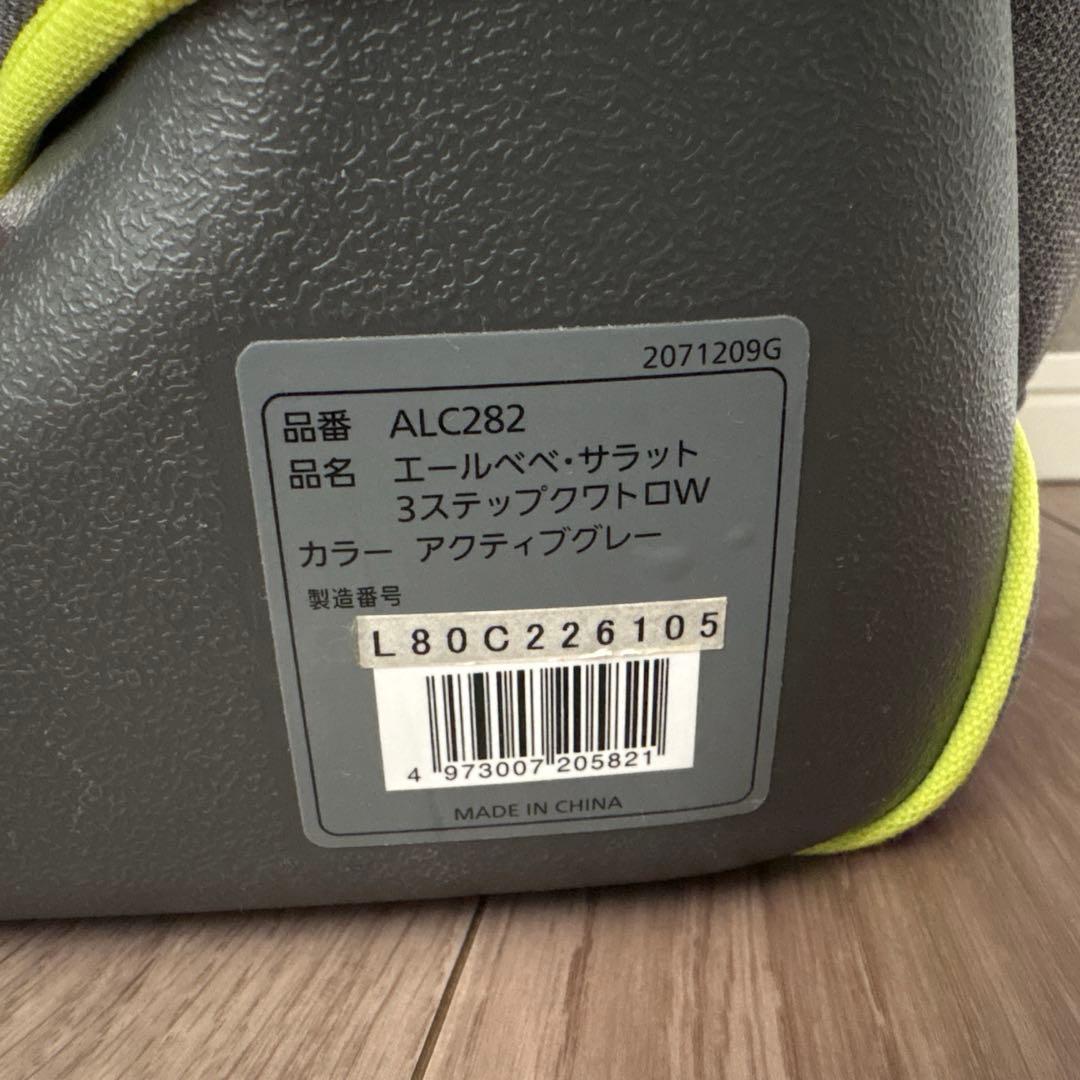 2071209G
品番 ALC282
品名 エールベベ・サラット
3ステップクワトロW
カラー アクティブグレー
製造番号
L80C226105
4 973007 205821
MADE IN CHINA